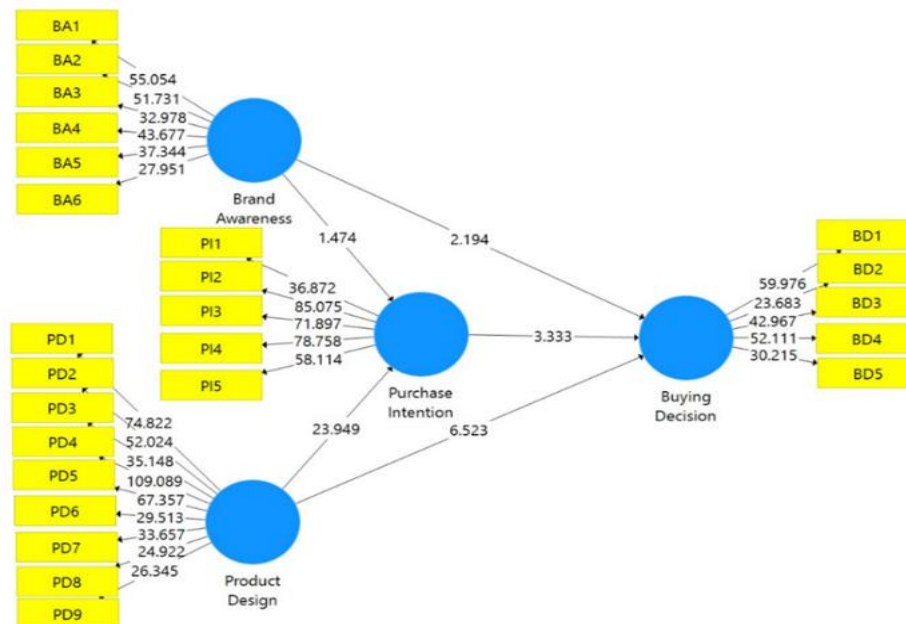 BA1
BA2
BA3
BA4
BA5
BA6
55.054
51.731
32.978
43.677
37.344
27.951
Brand
Awareness
1.474
2.194
PI1
PI2
PI3
PI4
PI5
36.872
85.075
71.897
78.758
58.114
Purchase
Intention
3.333
BD1
BD2
BD3
BD4
BD5
59.976
23.683
42.967
52.111
30.215
Buying
Decision
23.949
6.523
PD1
PD2
PD3
PD4
PD5
PD6
PD7
PD8
PD9
74.822
52.024
35.148
109.089
67.357
29.513
33.657
24.922
26.345
Product
Design